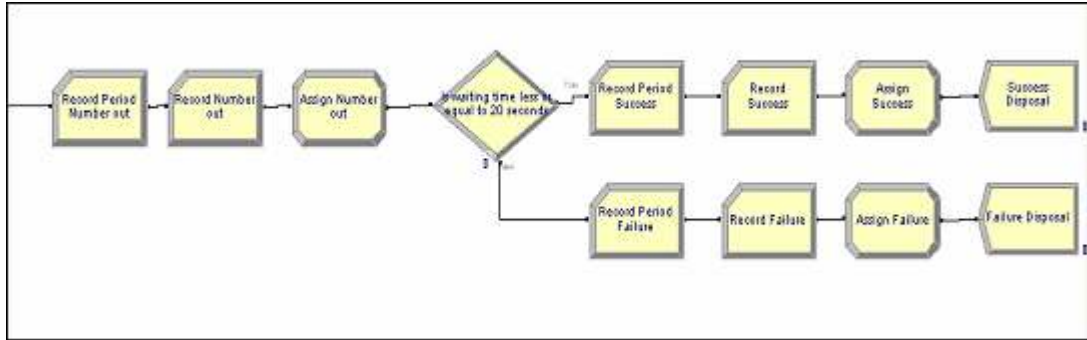 Record Period
Number out
Record Number
out
Assign Number
out
Is waiting time less or
equal to 20 seconds
True
Record Period
Success
Record
Success
Assign
Success
Success
Disposal
0
Record Period
Failure
Record Failure
Assign Failure
Failure Disposal